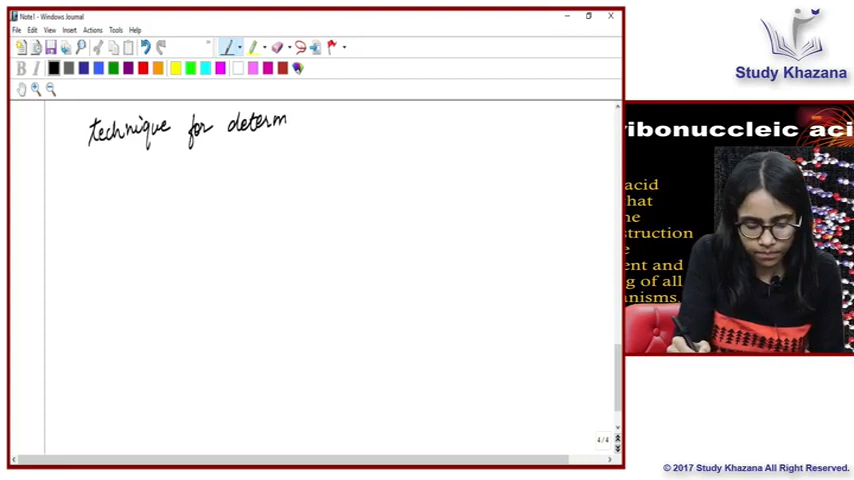 Note1 - Windows Journal
File Edit View Insert Actions Tools Help
technique for determ
4 / 4
Study Khazana
ribonuccleic aci
acid
hat
he
struction
e
ent and
g of all
anisms.
© 2017 Study Khazana All Right Reserved.